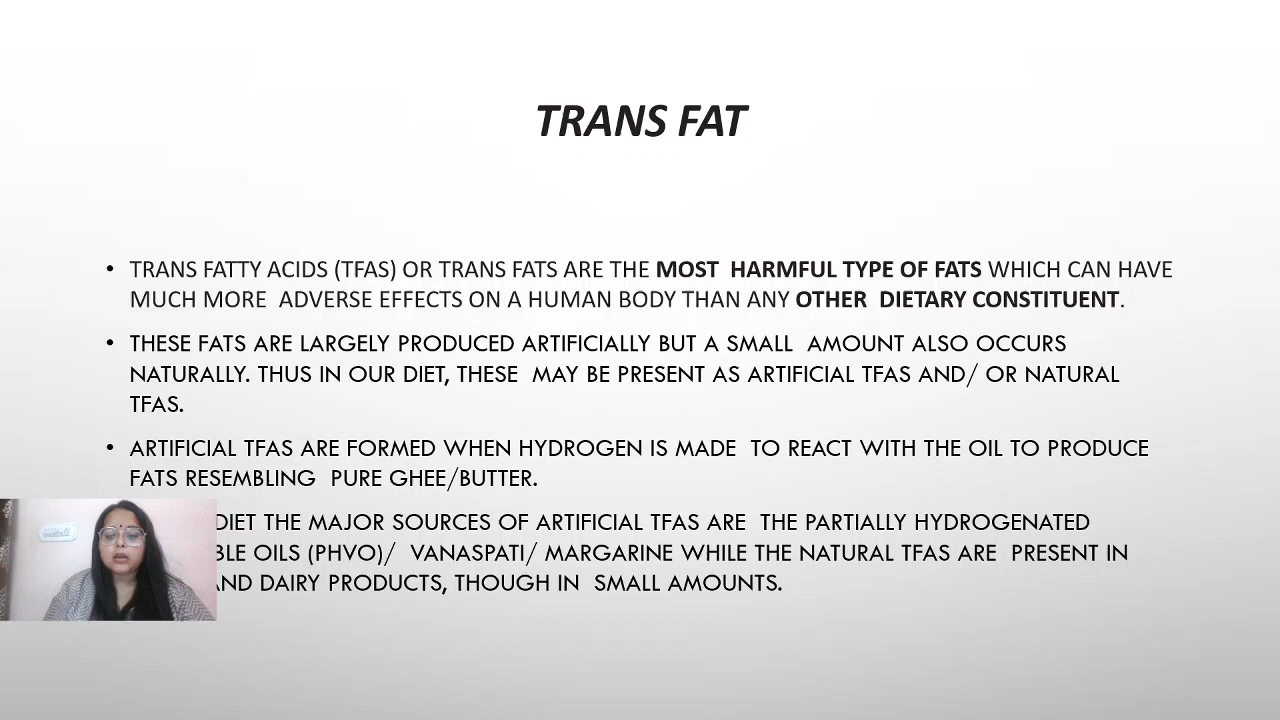 TRANS FAT
• TRANS FATTY ACIDS (TFAS) OR TRANS FATS ARE THE MOST HARMFUL TYPE OF FATS WHICH CAN HAVE
MUCH MORE ADVERSE EFFECTS ON A HUMAN BODY THAN ANY OTHER DIETARY CONSTITUENT.
• THESE FATS ARE LARGELY PRODUCED ARTIFICIALLY BUT A SMALL AMOUNT ALSO OCCURS
NATURALLY. THUS IN OUR DIET, THESE MAY BE PRESENT AS ARTIFICIAL TFAS AND/ OR NATURAL
TFAS.
• ARTIFICIAL TFAS ARE FORMED WHEN HYDROGEN IS MADE TO REACT WITH THE OIL TO PRODUCE
FATS RESEMBLING PURE GHEE/BUTTER.
DIET THE MAJOR SOURCES OF ARTIFICIAL TFAS ARE THE PARTIALLY HYDROGENATED
BLE OILS (PHVO)/ VANASPATI/ MARGARINE WHILE THE NATURAL TFAS ARE PRESENT IN
AND DAIRY PRODUCTS, THOUGH IN SMALL AMOUNTS.